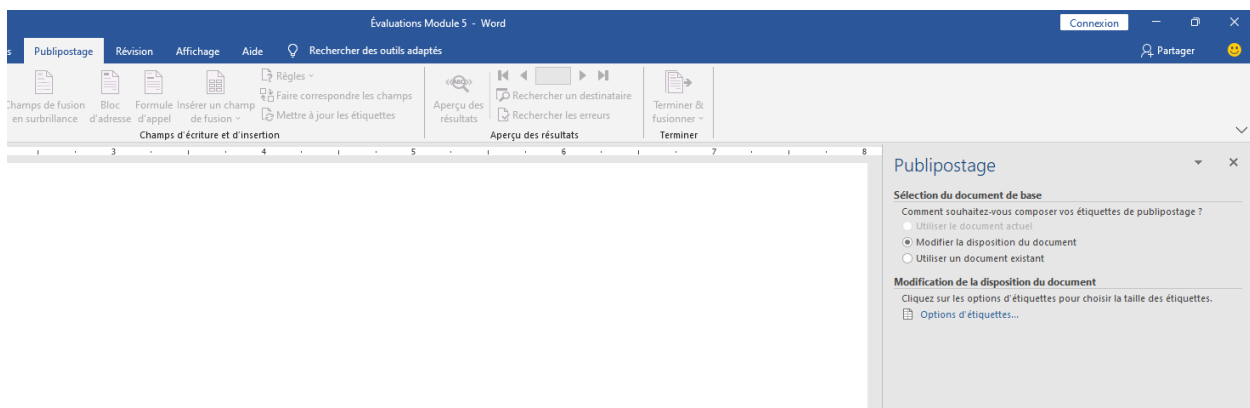 Évaluations Module 5 - Word
Connexion
s Publipostage Révision Affichage Aide Rechercher des outils adaptés
Partager
Champs de fusion en surbrillance
Bloc d'adresse
Formule d'appel
Insérer un champ de fusion
Règles
Faire correspondre les champs
Mettre à jour les étiquettes
Champs d'écriture et d'insertion
ABC
Aperçu des résultats
Rechercher un destinataire
Rechercher les erreurs
Aperçu des résultats
Terminer & fusionner
Terminer
3 4 5 6 7 8
Publipostage
Sélection du document de base
Comment souhaitez-vous composer vos étiquettes de publipostage ?
Utiliser le document actuel
Modifier la disposition du document
Utiliser un document existant
Modification de la disposition du document
Cliquez sur les options d'étiquettes pour choisir la taille des étiquettes.
Options d'étiquettes...